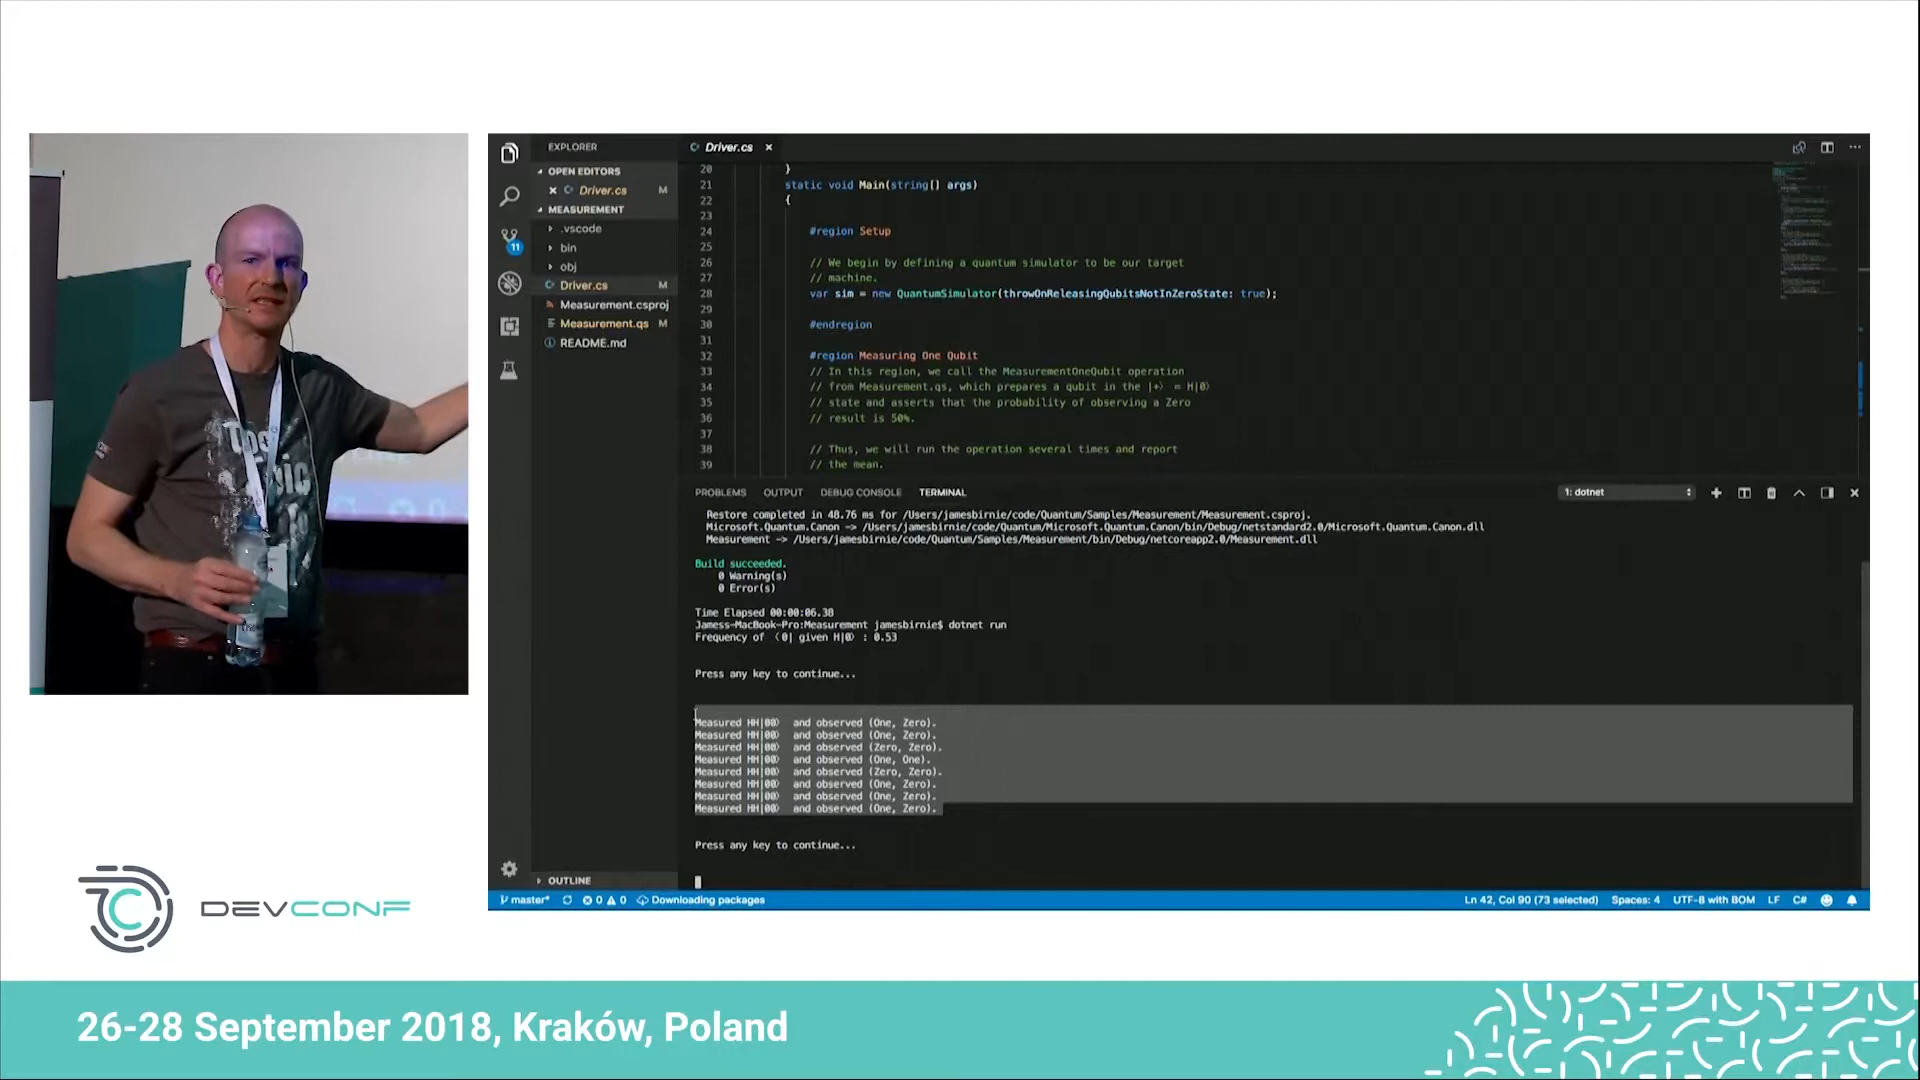 EXPLORER
OPEN EDITORS
Driver.cs M
MEASUREMENT
.vscode
bin
obj
Driver.cs M
Measurement.csproj
Measurement.qs M
README.md
OUTLINE
11
Driver.cs
20 }
21 static void Main(string[] args)
22 {
23
24 #region Setup
25
26 // We begin by defining a quantum simulator to be our target
27 // machine.
28 var sim = new QuantumSimulator(throwOnReleasingQubitsNotInZeroState: true);
29
30 #endregion
31
32 #region Measuring One Qubit
33 // In this region, we call the MeasurementOneQubit operation
34 // from Measurement.qs, which prepares a qubit in the |+〉 = H|0〉
35 // state and asserts that the probability of observing a Zero
36 // result is 50%.
37
38 // Thus, we will run the operation several times and report
39 // the mean.
PROBLEMS OUTPUT DEBUG CONSOLE TERMINAL 1: dotnet
Restore completed in 48.76 ms for /Users/jamesbirnie/code/Quantum/Samples/Measurement/Measurement.csproj.
Microsoft.Quantum.Canon -> /Users/jamesbirnie/code/Quantum/Microsoft.Quantum.Canon/bin/Debug/netstandard2.0/Microsoft.Quantum.Canon.dll
Measurement -> /Users/jamesbirnie/code/Quantum/Samples/Measurement/bin/Debug/netcoreapp2.0/Measurement.dll
Build succeeded.
0 Warning(s)
0 Error(s)
Time Elapsed 00:00:06.38
Jamess-MacBook-Pro:Measurement jamesbirnie$ dotnet run
Frequency of 〈0| given H|0〉 : 0.53
Press any key to continue...
Measured HH|00〉 and observed (One, Zero).
Measured HH|00〉 and observed (One, Zero).
Measured HH|00〉 and observed (Zero, Zero).
Measured HH|00〉 and observed (One, One).
Measured HH|00〉 and observed (Zero, Zero).
Measured HH|00〉 and observed (One, Zero).
Measured HH|00〉 and observed (One, Zero).
Measured HH|00〉 and observed (One, Zero).
Press any key to continue...
master* 0 0 Downloading packages Ln 42, Col 90 (73 selected) Spaces: 4 UTF-8 with BOM LF C#
DEVCONF
26-28 September 2018, Kraków, Poland